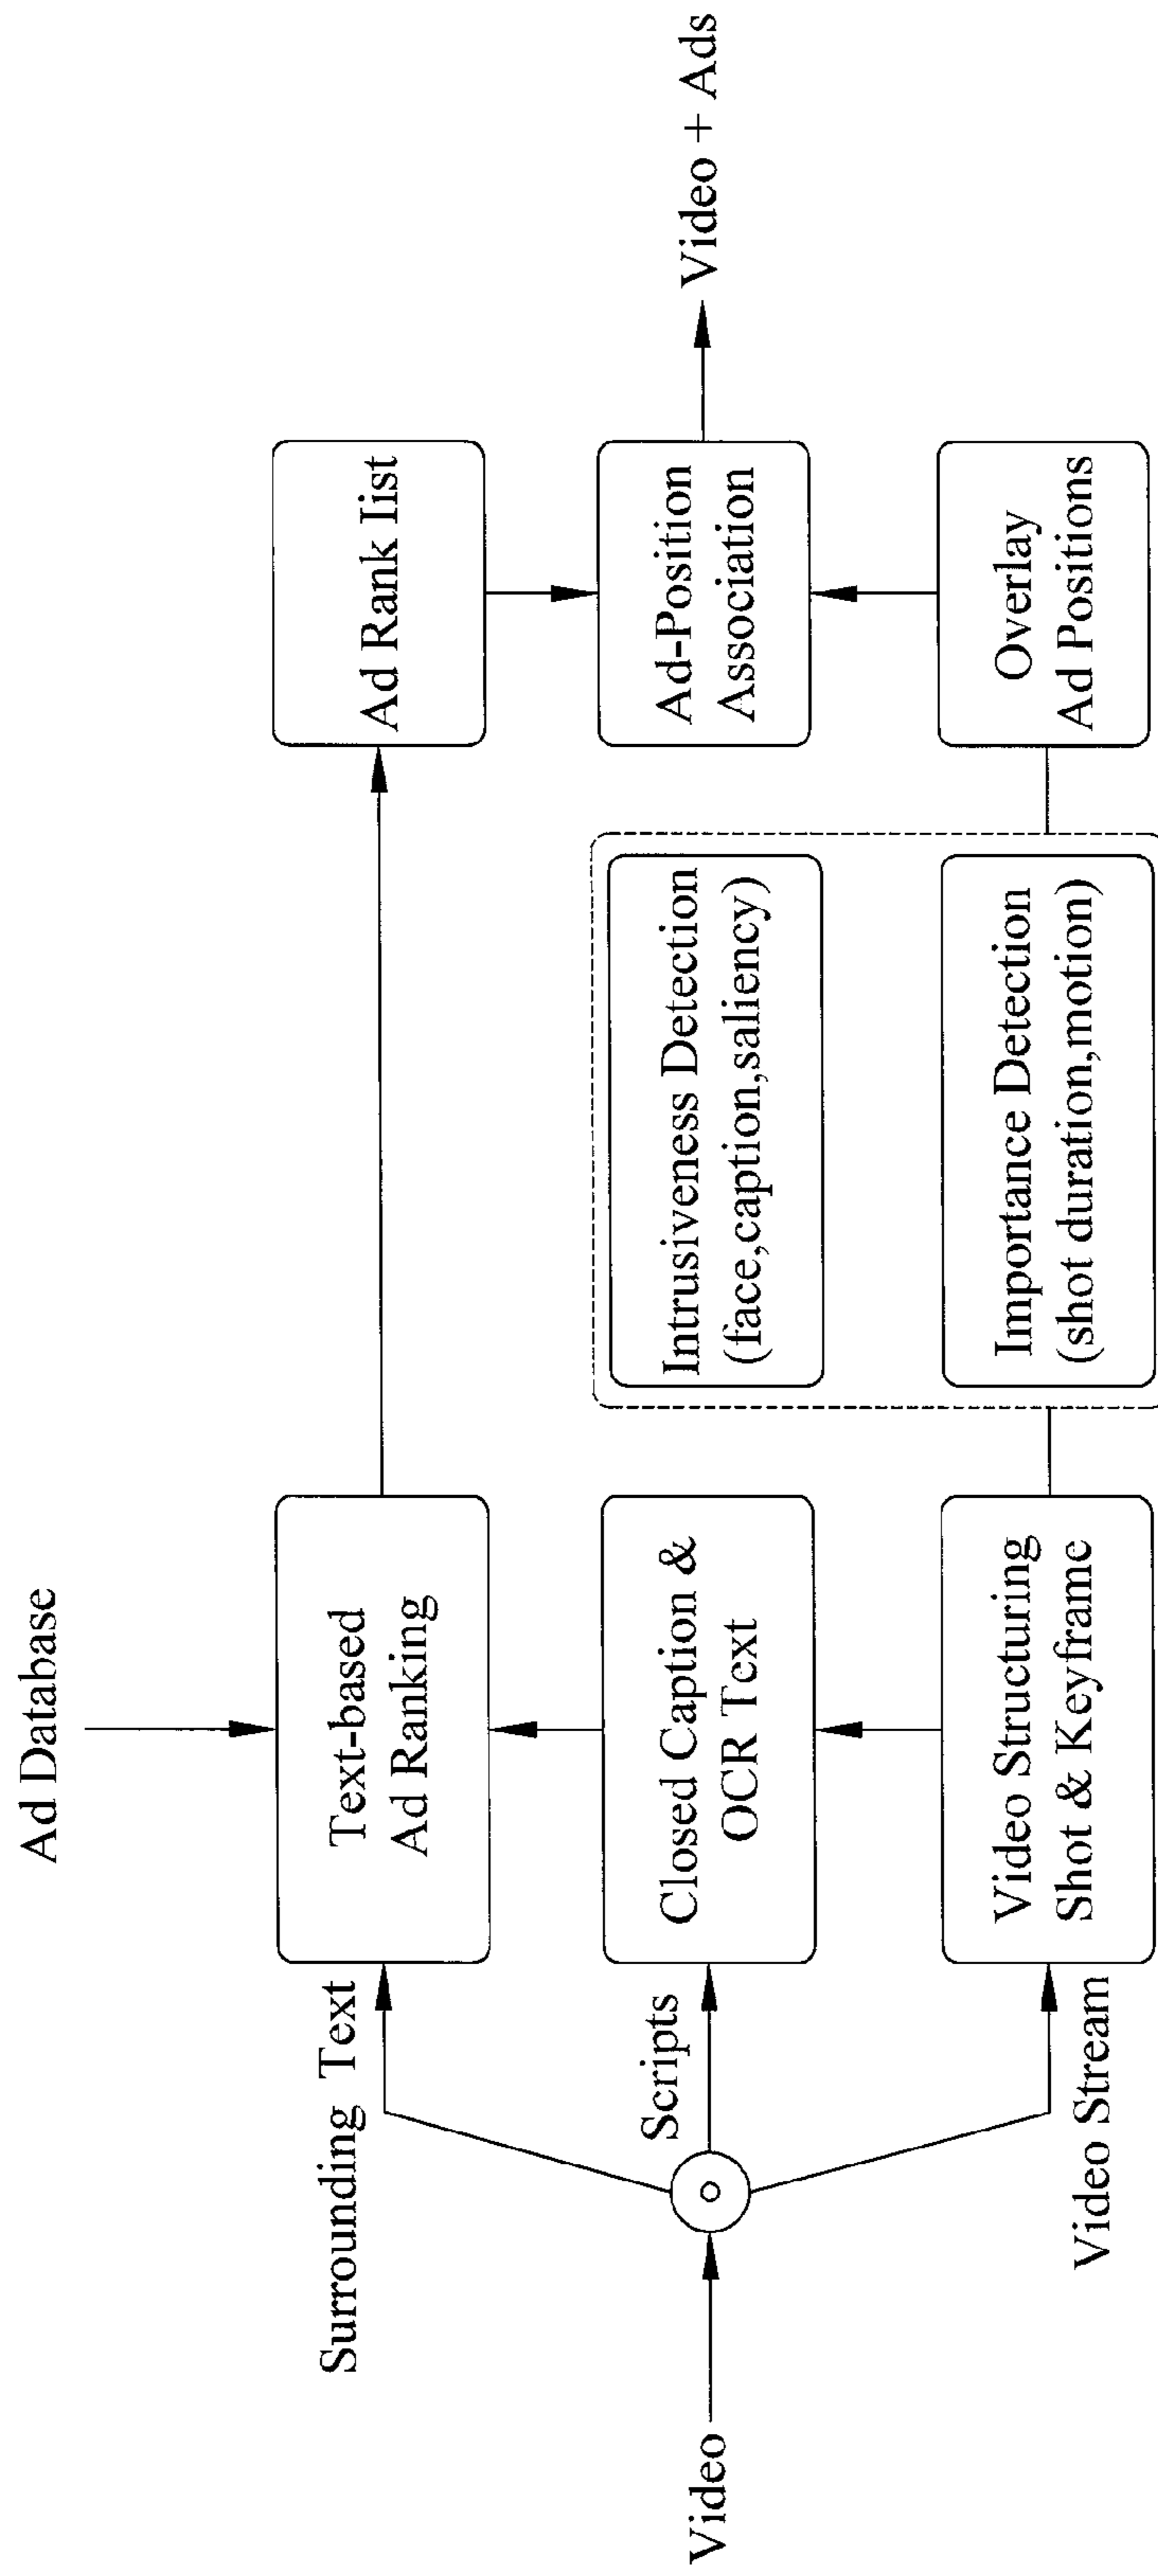 Ad Database
Surrounding Text
Text-based
Ad Ranking
Ad Rank Iist
Video
Scripts
Closed Caption &
OCR Text
Intrusiveness Detection
(face,caption,saliency)
Ad-Position
Association
Video + Ads
Video Stream
Video Structuring
Shot & Keyframe
Importance Detection
(shot duration,motion)
Overlay
Ad Positions